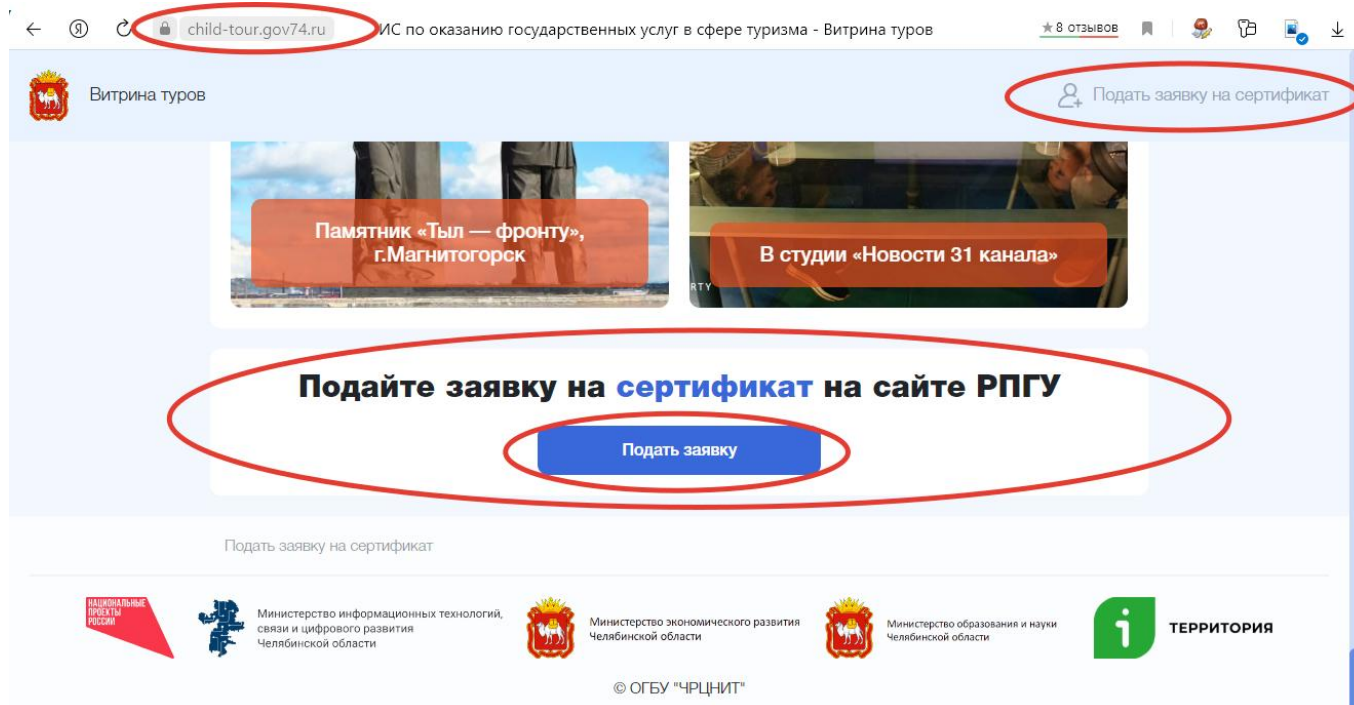 child-tour.gov74.ru
ИС по оказанию государственных услуг в сфере туризма - Витрина туров
★ 8 отзывов
Витрина туров
Подать заявку на сертификат
Памятник «Тыл — фронту»,
г.Магнитогорск
В студии «Новости 31 канала»
RTY
Подайте заявку на сертификат на сайте РПГУ
Подать заявку
Подать заявку на сертификат
НАЦИОНАЛЬНЫЕ
ПРОЕКТЫ
РОССИИ
Министерство информационных технологий,
связи и цифрового развития
Челябинской области
Министерство экономического развития
Челябинской области
Министерство образования и науки
Челябинской области
i
ТЕРРИТОРИЯ
© ОГБУ "ЧРЦНИТ"